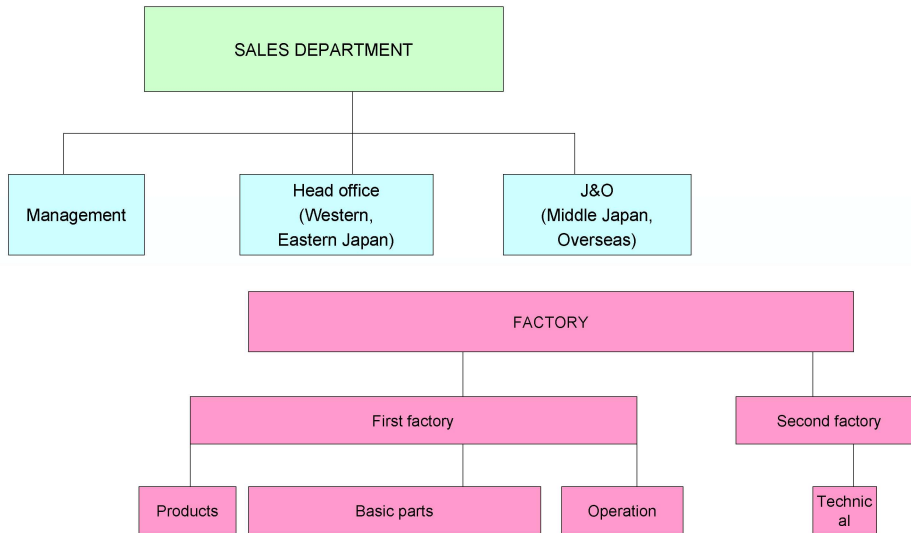 SALES DEPARTMENT
Management
Head office
(Western,
Eastern Japan)
J&O
(Middle Japan,
Overseas)
FACTORY
First factory
Second factory
Products
Basic parts
Operation
Technic
al